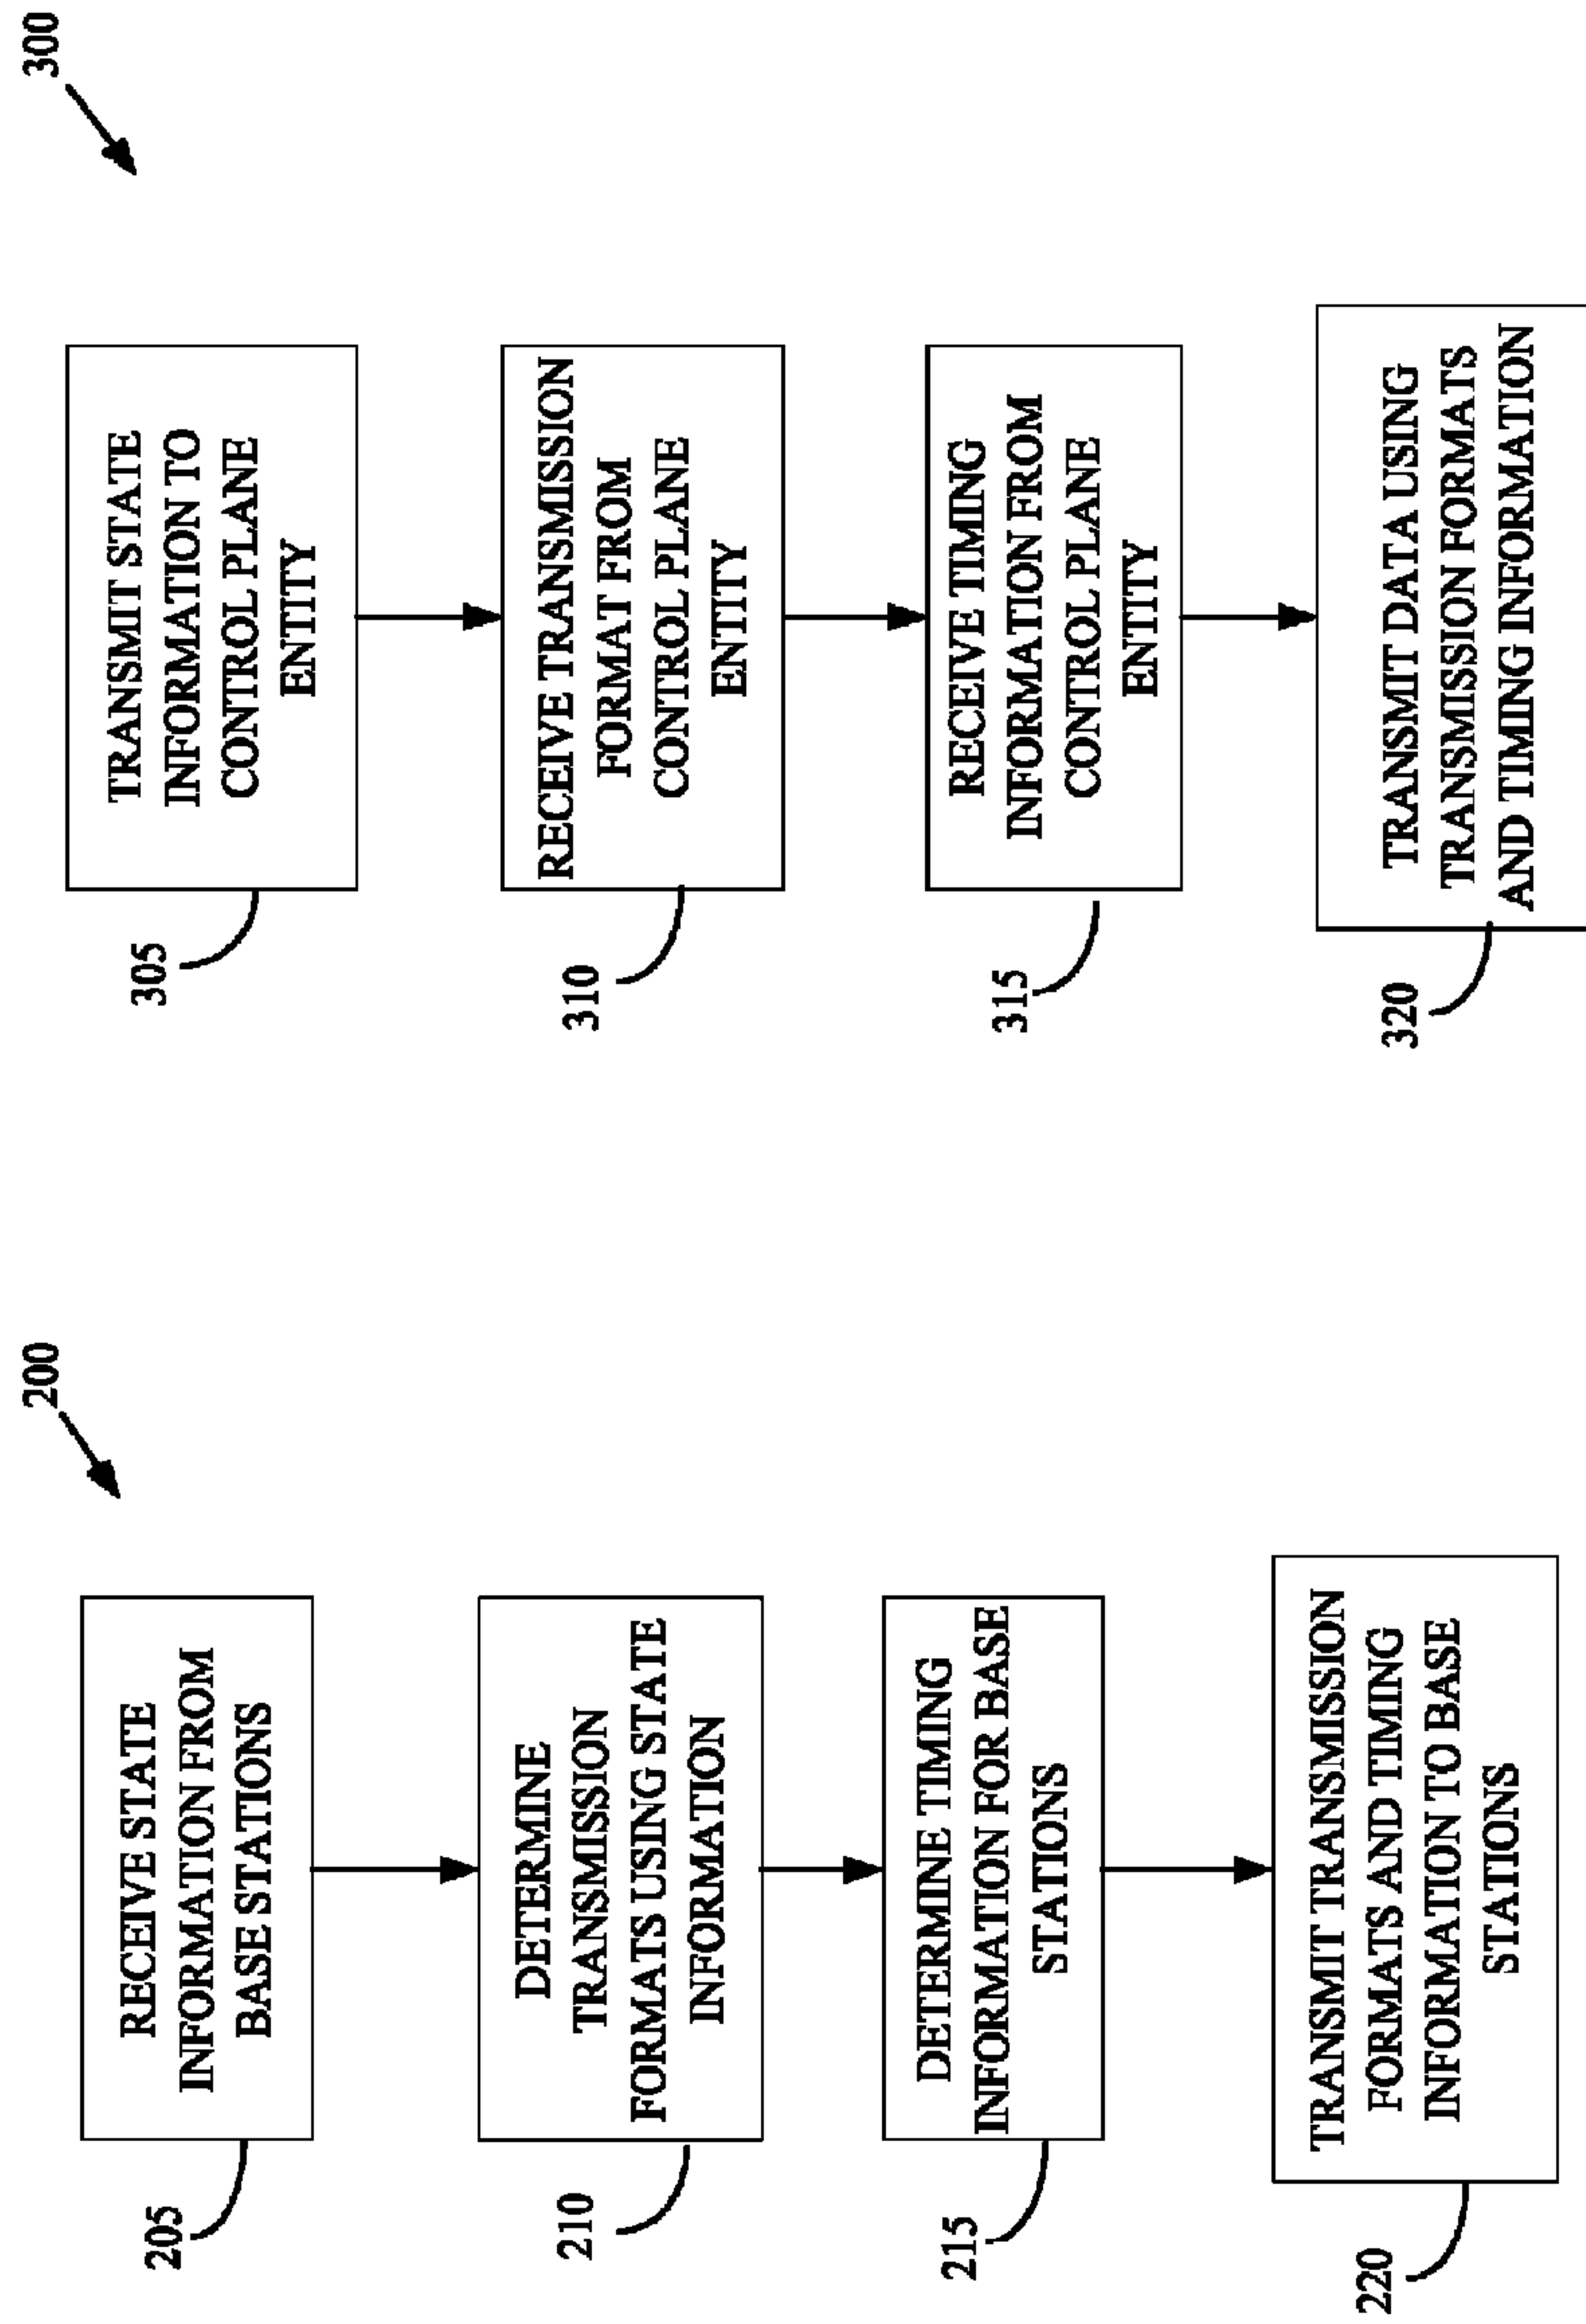 200
205
RECEIVE STATE
INFORMATION FROM
BASE STATIONS
210
DETERMINE
TRANSMISSION
FORMATS USING STATE
INFORMATION
215
DETERMINE TIMING
INFORMATION FOR BASE
STATIONS
220
TRANSMIT TRANSMISSION
FORMATS AND TIMING
INFORMATION TO BASE
STATIONS
300
305
TRANSMIT STATE
INFORMATION TO
CONTROL PLANE
ENTITY
310
RECEIVE TRANSMISSION
FORMAT FROM
CONTROL PLANE
ENTITY
315
RECEIVE TIMING
INFORMATION FROM
CONTROL PLANE
ENTITY
320
TRANSMIT DATA USING
TRANSMISSION FORMATS
AND TIMING INFORMATION